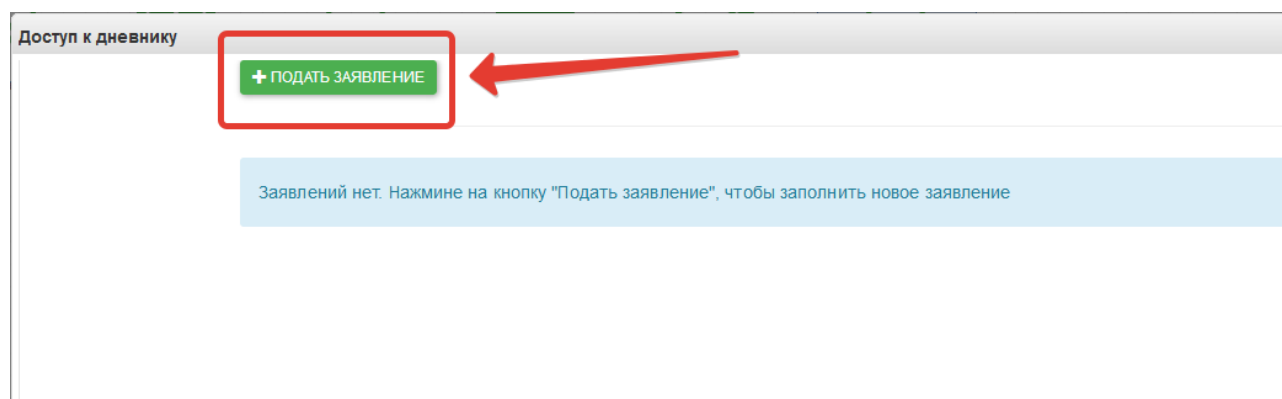 Доступ к дневнику
ПОДАТЬ ЗАЯВЛЕНИЕ
Заявлений нет. Нажмине на кнопку "Подать заявление", чтобы заполнить новое заявление